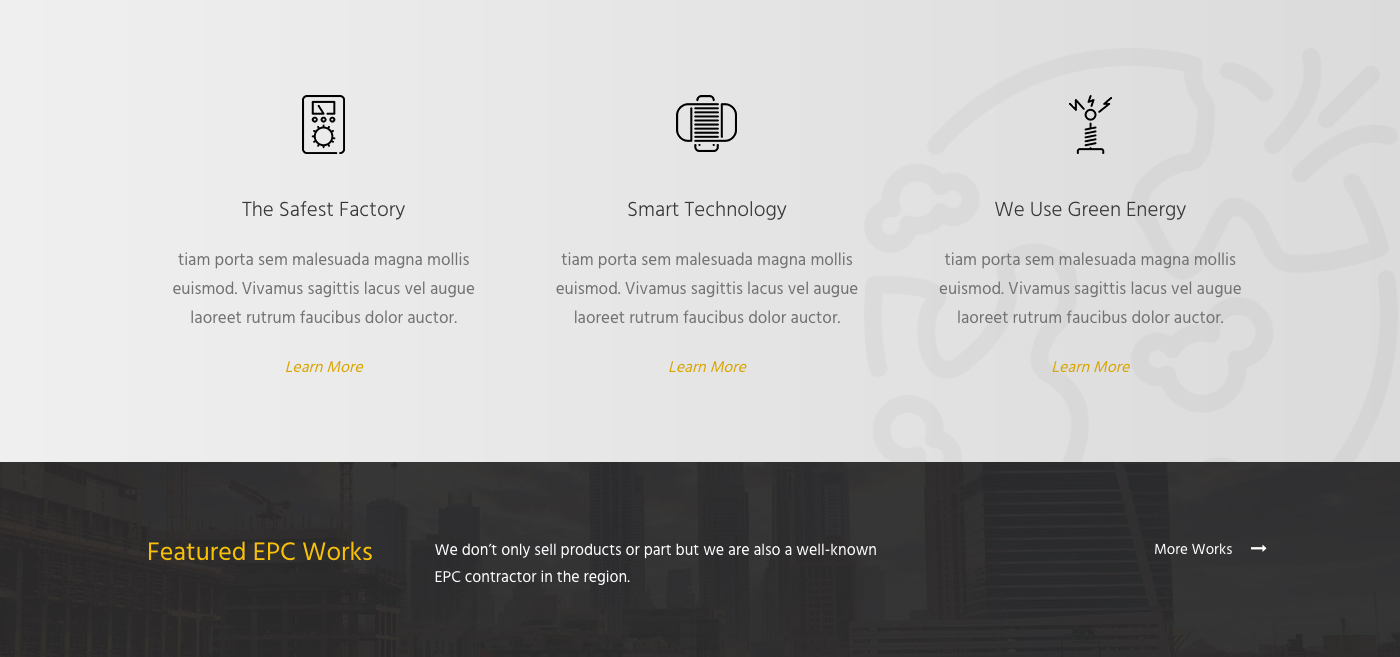 The Safest Factory
tiam porta sem malesuada magna mollis
euismod. Vivamus sagittis lacus vel augue
laoreet rutrum faucibus dolor auctor.
Learn More
Smart Technology
tiam porta sem malesuada magna mollis
euismod. Vivamus sagittis lacus vel augue
laoreet rutrum faucibus dolor auctor.
Learn More
We Use Green Energy
tiam porta sem malesuada magna mollis
euismod. Vivamus sagittis lacus vel augue
laoreet rutrum faucibus dolor auctor.
Learn More
Featured EPC Works
We don’t only sell products or part but we are also a well-known
EPC contractor in the region.
More Works